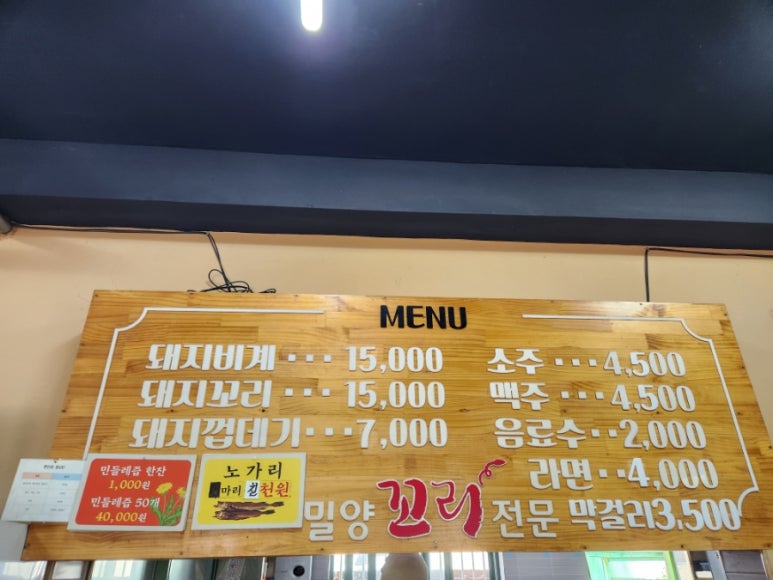 MENU
돼지비계 ··· 15,000
돼지꼬리 ··· 15,000
돼지껍데기 ·· 7,000
소주 ··· 4,500
맥주 ··· 4,500
음료수 ·· 2,000
라면 ·· 4,000
막걸리 3,500
밀양 꼬리 전문
민들레즙 한잔
1,000원
민들레즙 50개
40,000원
노가리
마리 천원